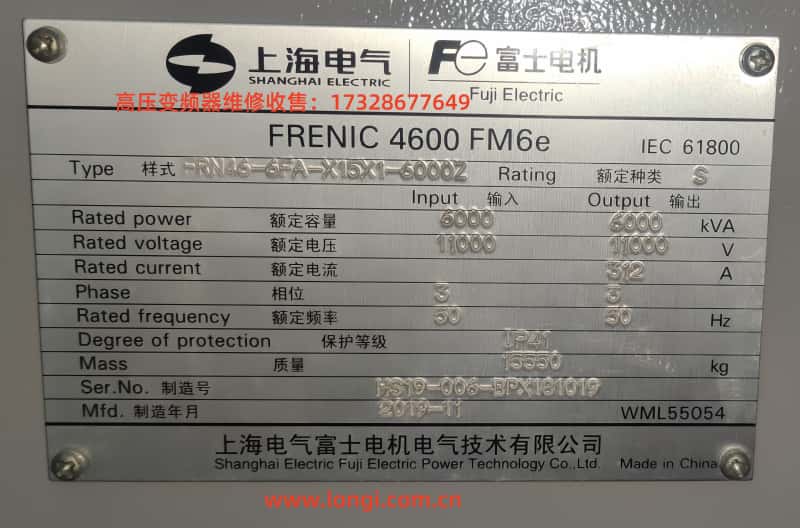 上海电气 FE 富士电机
SHANGHAI ELECTRIC Fuji Electric
高压变频器维修收售：17328677649
FRENIC 4600 FM6e IEC 61800
Type 样式 FRN46-6FA-X15X1-6000Z Rating 额定种类 S
Input 输入 Output 输出
Rated power 额定容量 6000 6000 kVA
Rated voltage 额定电压 11000 11000 V
Rated current 额定电流 312 A
Phase 相位 3 3
Rated frequency 额定频率 50 50 Hz
Degree of protection 保护等级 IP41
Mass 质量 kg
Ser.No. 制造号
Mfd. 制造年月 2019-11 WML55054
上海电气富士电机电气技术有限公司
Shanghai Electric Fuji Electric Power Technology Co.,Ltd. Made in China
www.longi.com.cn